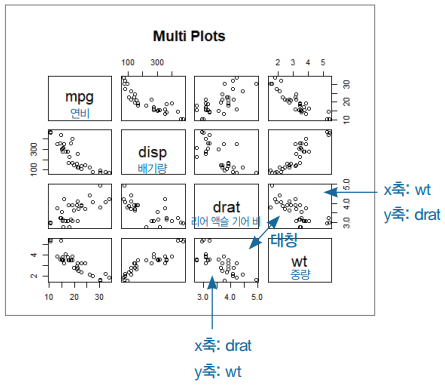 Multi Plots
100 300
2 3 4 5
mpg
연비
10 20 30
100 300
disp
배기량
drat
리어 액슬 기어 비
3.0 4.0 5.0
x축: wt
y축: drat
대칭
2 4 6
wt
중량
10 15 20 25 30
3.0 4.0 5.0
x축: drat
y축: wt